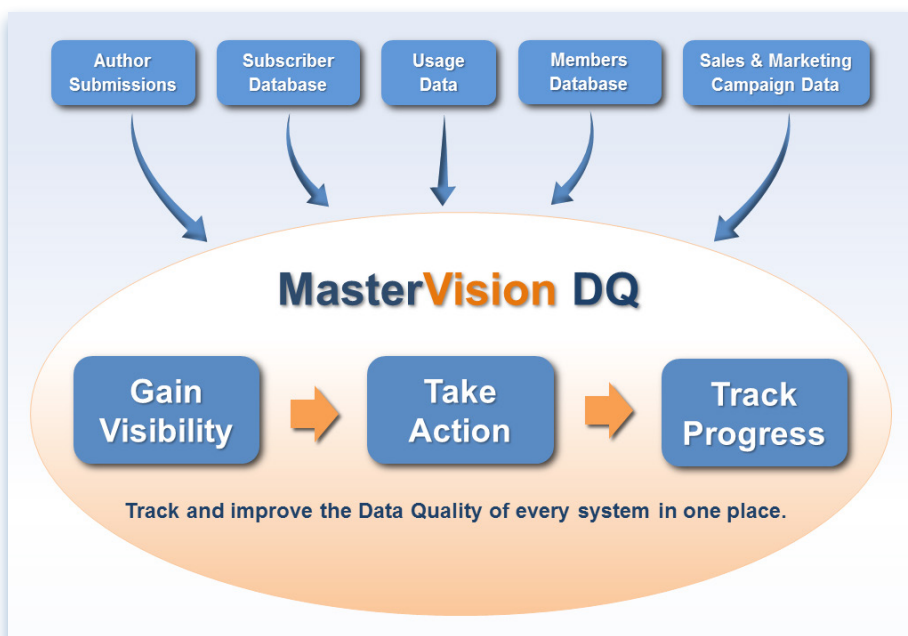 Author
Submissions
Subscriber
Database
Usage
Data
Members
Database
Sales & Marketing
Campaign Data
MasterVision DQ
Gain
Visibility
Take
Action
Track
Progress
Track and improve the Data Quality of every system in one place.